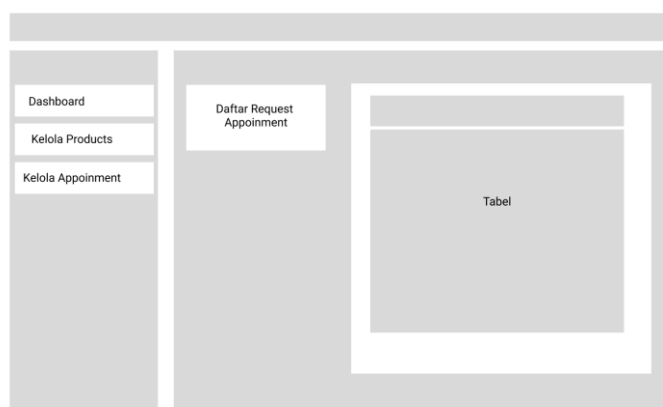 Dashboard
Kelola Products
Kelola Appoinment
Daftar Request
Appoinment
Tabel